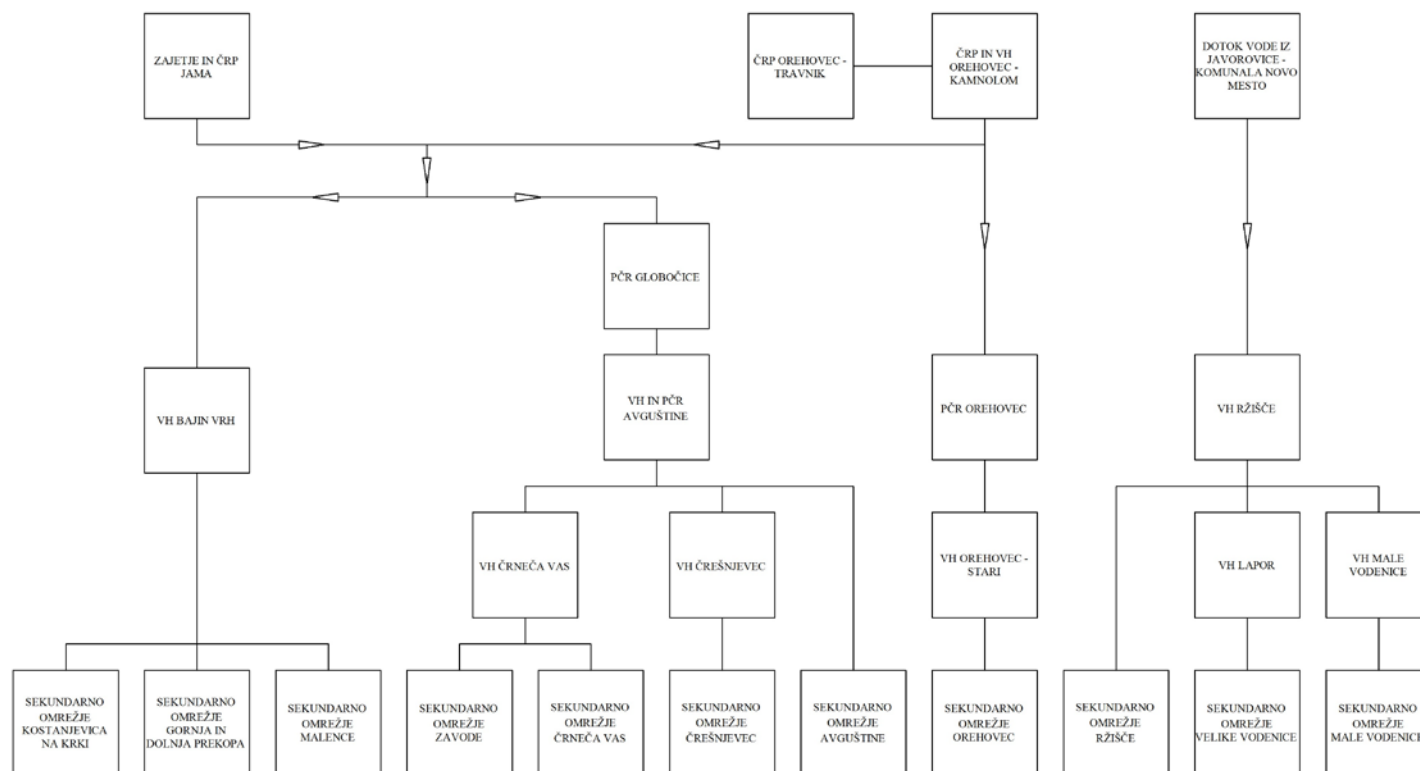 ZAJETJE IN ČRP
JAMA
ČRP OREHOVEC -
TRAVNIK
ČRP IN VH
OREHOVEC -
KAMNOLOM
DOTOK VODE IZ
JAVOROVICE -
KOMUNALA NOVO
MESTO
PČR GLOBOČICE
VH BAJIN VRH
VH IN PČR
AVGUŠTINE
PČR OREHOVEC
VH RŽIŠČE
VH ČRNEČA VAS
VH ČREŠNJEVEC
VH OREHOVEC -
STARI
VH LAPOR
VH MALE
VODENICE
SEKUNDARNO
OMREŽJE
KOSTANJEVICA
NA KRKI
SEKUNDARNO
OMREŽJE
GORNJA IN
DOLNJA PREKOPA
SEKUNDARNO
OMREŽJE
MALENCE
SEKUNDARNO
OMREŽJE
ZAVODE
SEKUNDARNO
OMREŽJE
ČRNEČA VAS
SEKUNDARNO
OMREŽJE
ČREŠNJEVEC
SEKUNDARNO
OMREŽJE
AVGUŠTINE
SEKUNDARNO
OMREŽJE
OREHOVEC
SEKUNDARNO
OMREŽJE
RŽIŠČE
SEKUNDARNO
OMREŽJE
VELIKE VODENICE
SEKUNDARNO
OMREŽJE
MALE VODENICE